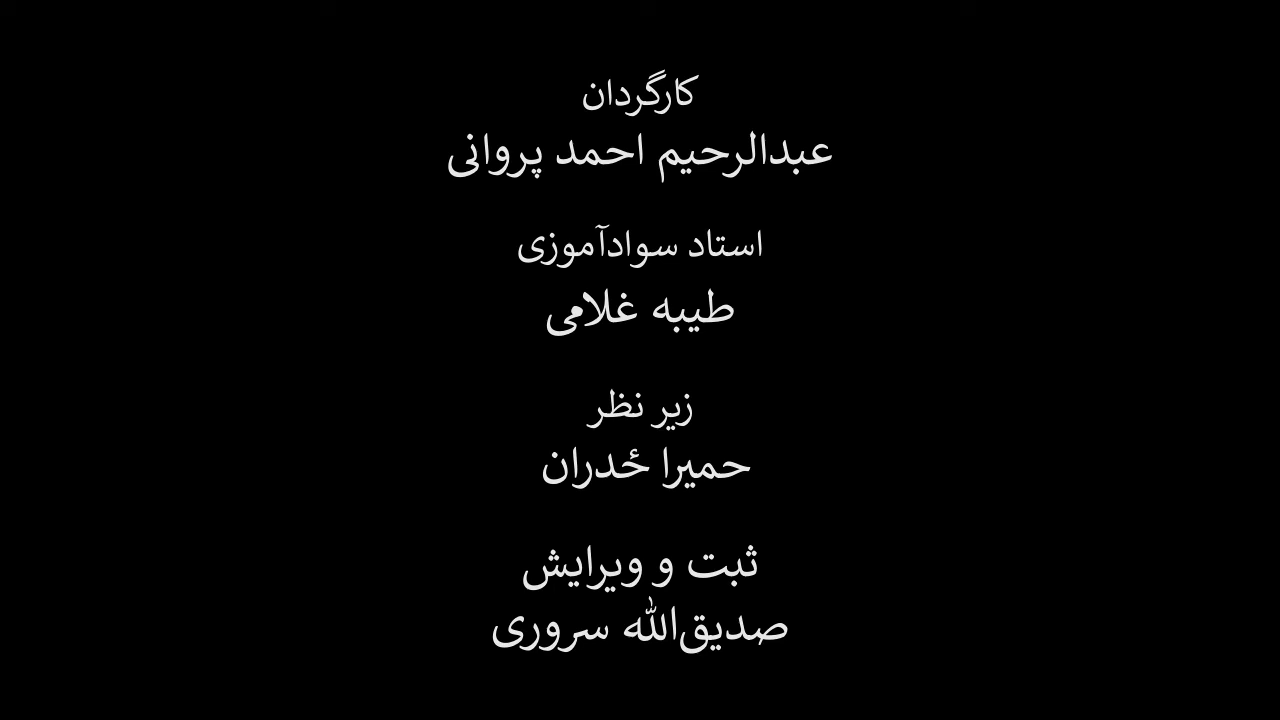 کارگردان
عبدالرحیم احمد پروانی
استاد سوادآموزی
طیبه غلامی
زیر نظر
حمیرا ځدران
ثبت و ویرایش
صدیق‌الله سروری